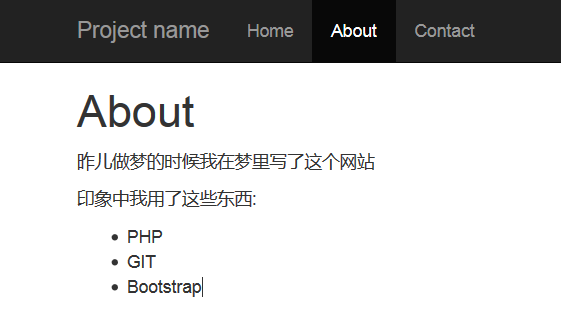 Project name Home About Contact
About
昨儿做梦的时候我在梦里写了这个网站
印象中我用了这些东西:
PHP
GIT
Bootstrap